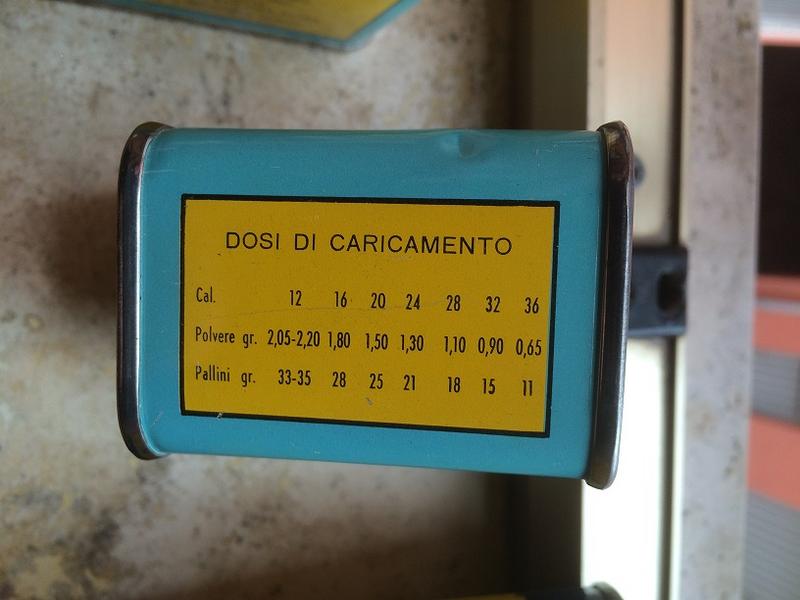 DOSI DI CARICAMENTO
Cal. 12 16 20 24 28 32 36
Polvere gr. 2,05-2,20 1,80 1,50 1,30 1,10 0,90 0,65
Pallini gr. 33-35 28 25 21 18 15 11